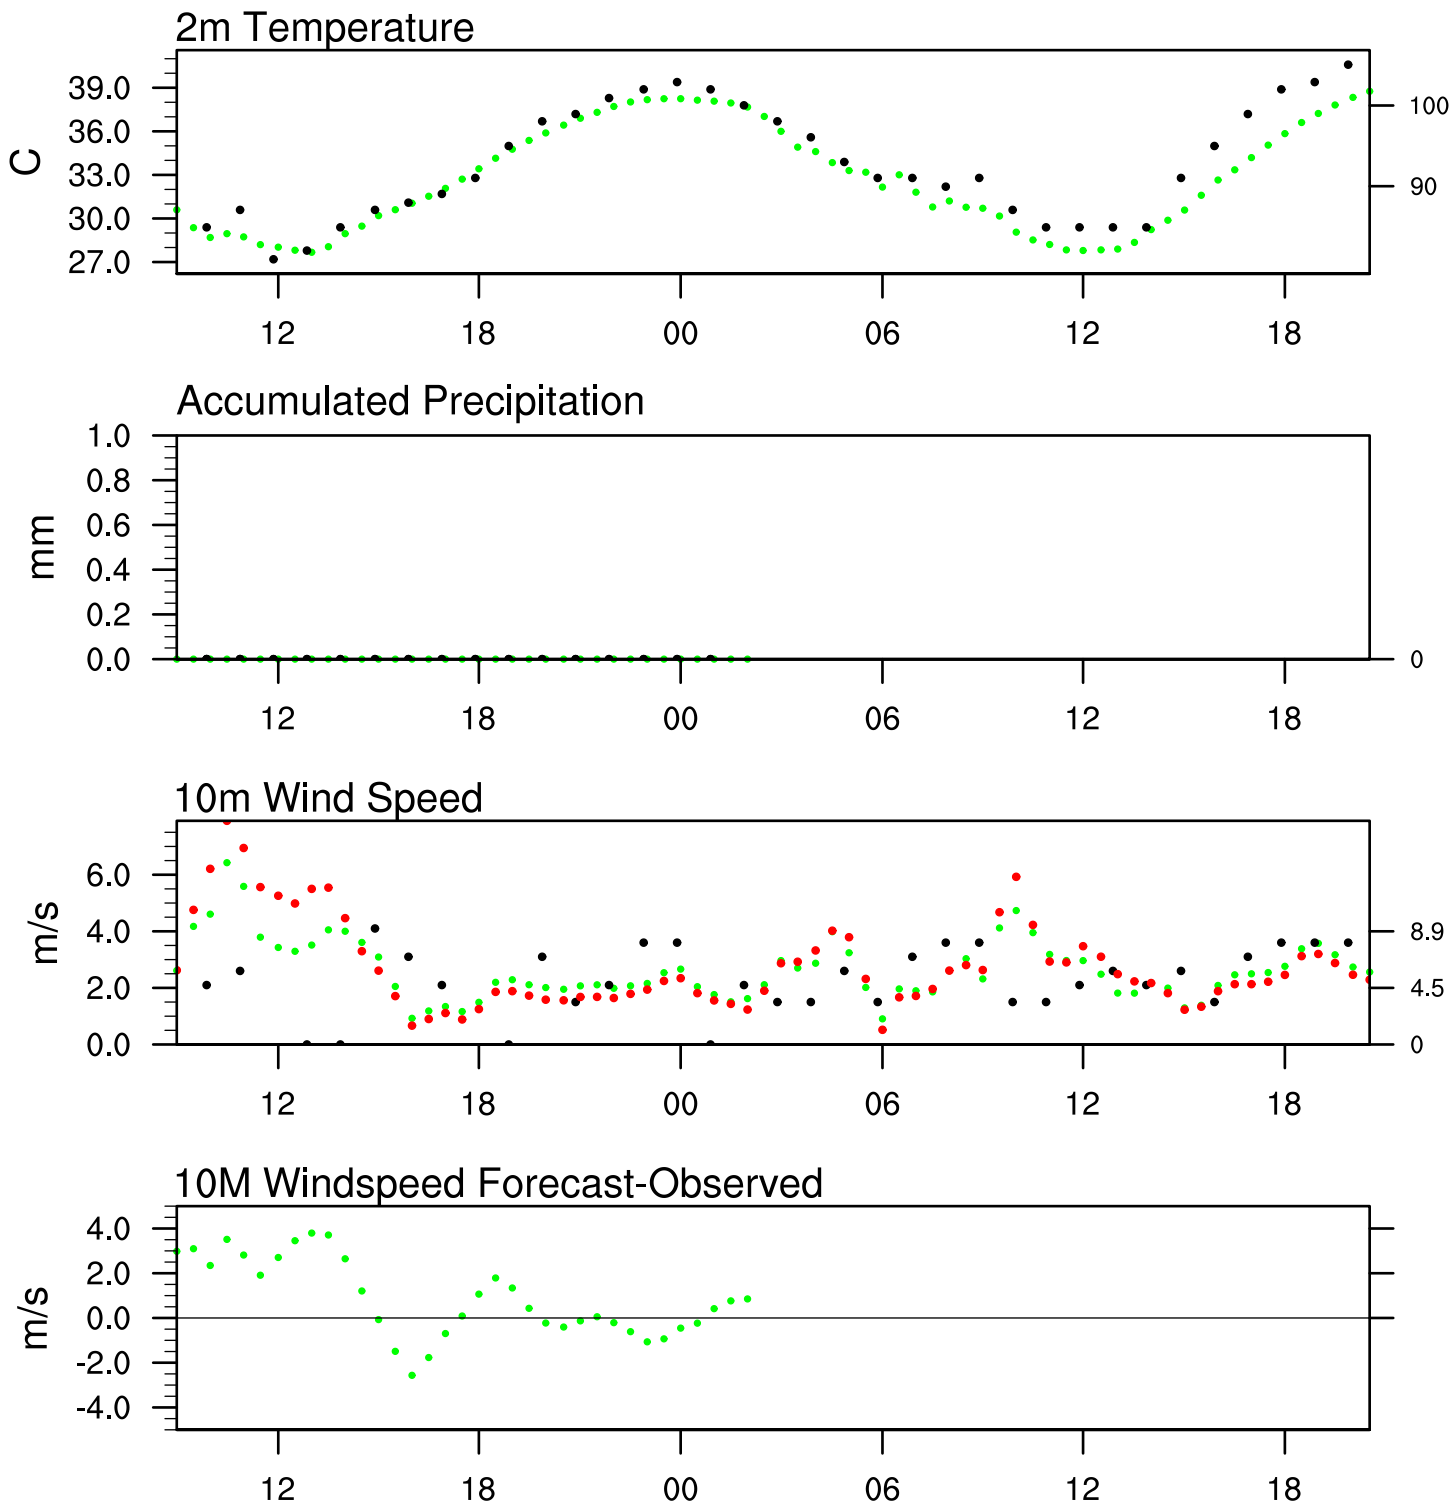 2m Temperature
39.0
36.0
33.0
30.0
27.0
C
100
90
12 18 00 06 12 18
Accumulated Precipitation
1.0
0.8
0.6
0.4
0.2
0.0
mm
0
12 18 00 06 12 18
10m Wind Speed
6.0
4.0
2.0
0.0
m/s
8.9
4.5
0
12 18 00 06 12 18
10M Windspeed Forecast-Observed
4.0
2.0
0.0
-2.0
-4.0
m/s
12 18 00 06 12 18